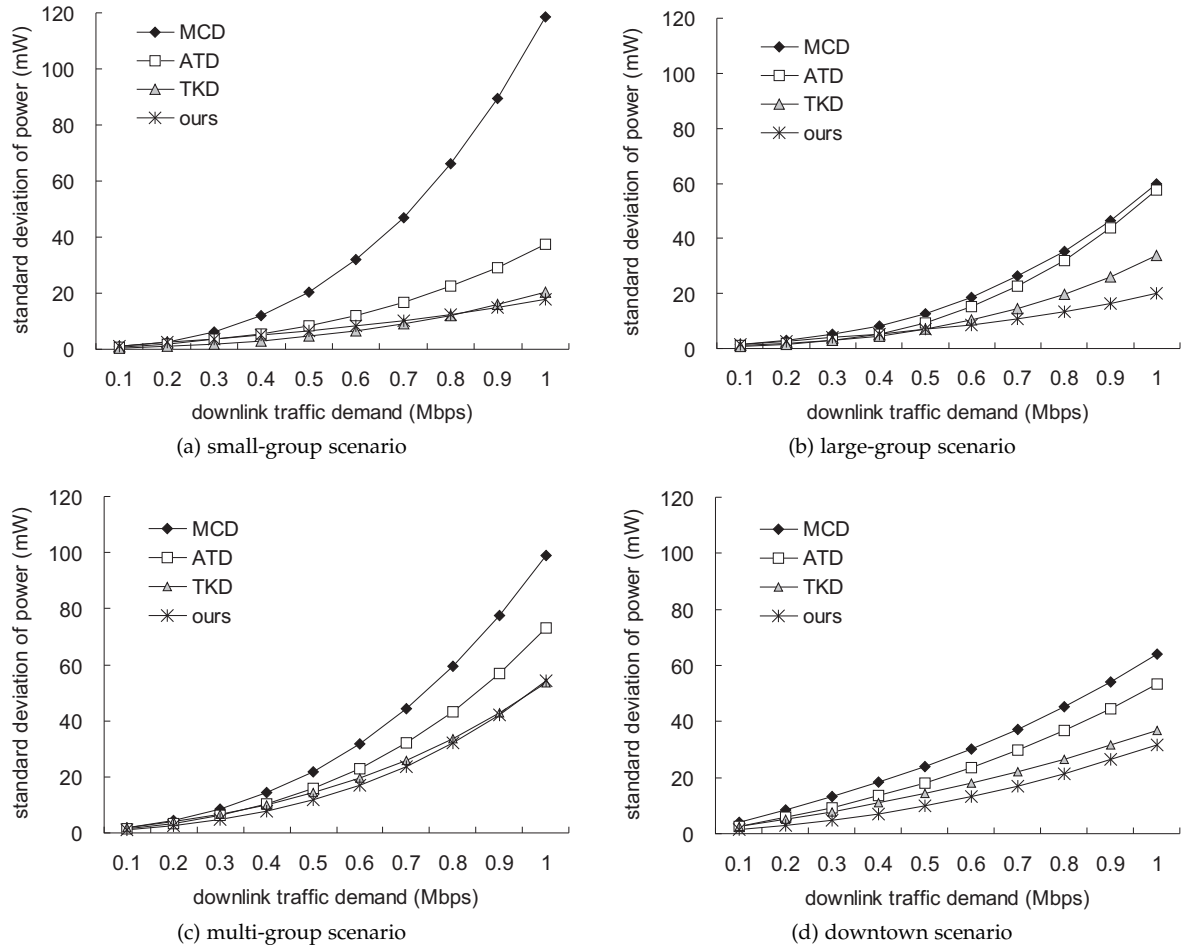 standard deviation of power (mW)
120
100
80
60
40
20
0
MCD
ATD
TKD
ours
0.1 0.2 0.3 0.4 0.5 0.6 0.7 0.8 0.9 1
downlink traffic demand (Mbps)
(a) small-group scenario
standard deviation of power (mW)
120
100
80
60
40
20
0
MCD
ATD
TKD
ours
0.1 0.2 0.3 0.4 0.5 0.6 0.7 0.8 0.9 1
downlink traffic demand (Mbps)
(b) large-group scenario
standard deviation of power (mW)
120
100
80
60
40
20
0
MCD
ATD
TKD
ours
0.1 0.2 0.3 0.4 0.5 0.6 0.7 0.8 0.9 1
downlink traffic demand (Mbps)
(c) multi-group scenario
standard deviation of power (mW)
120
100
80
60
40
20
0
MCD
ATD
TKD
ours
0.1 0.2 0.3 0.4 0.5 0.6 0.7 0.8 0.9 1
downlink traffic demand (Mbps)
(d) downtown scenario